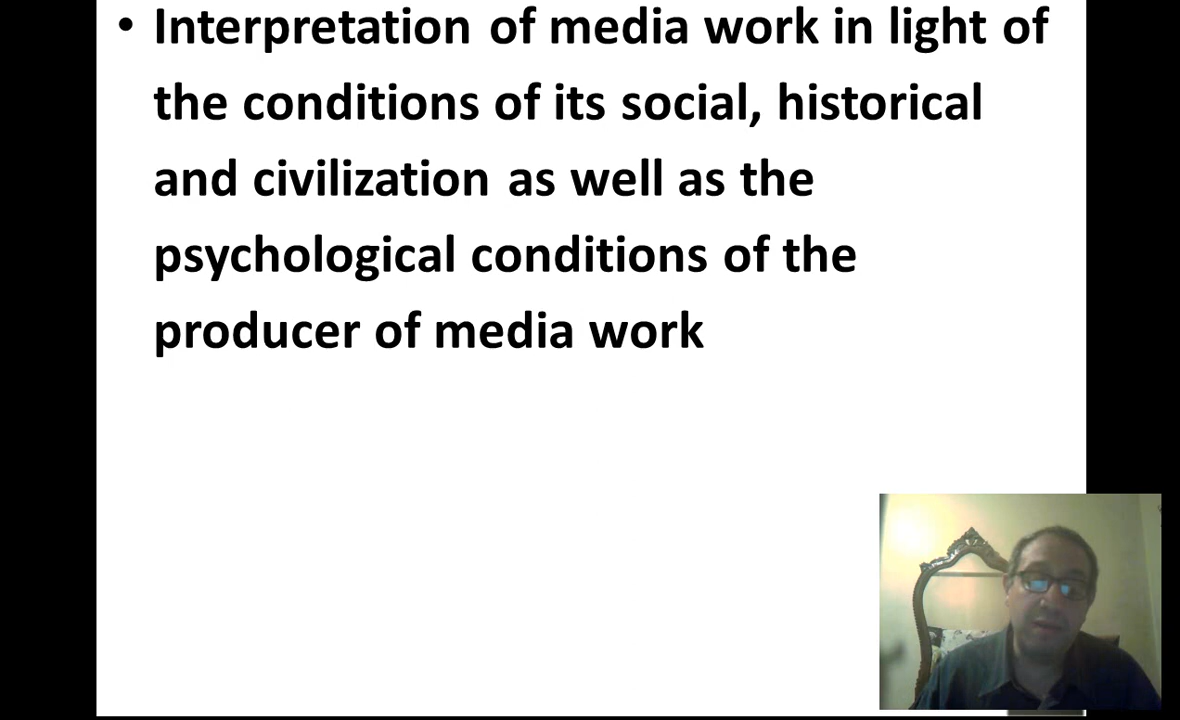 • Interpretation of media work in light of
the conditions of its social, historical
and civilization as well as the
psychological conditions of the
producer of media work